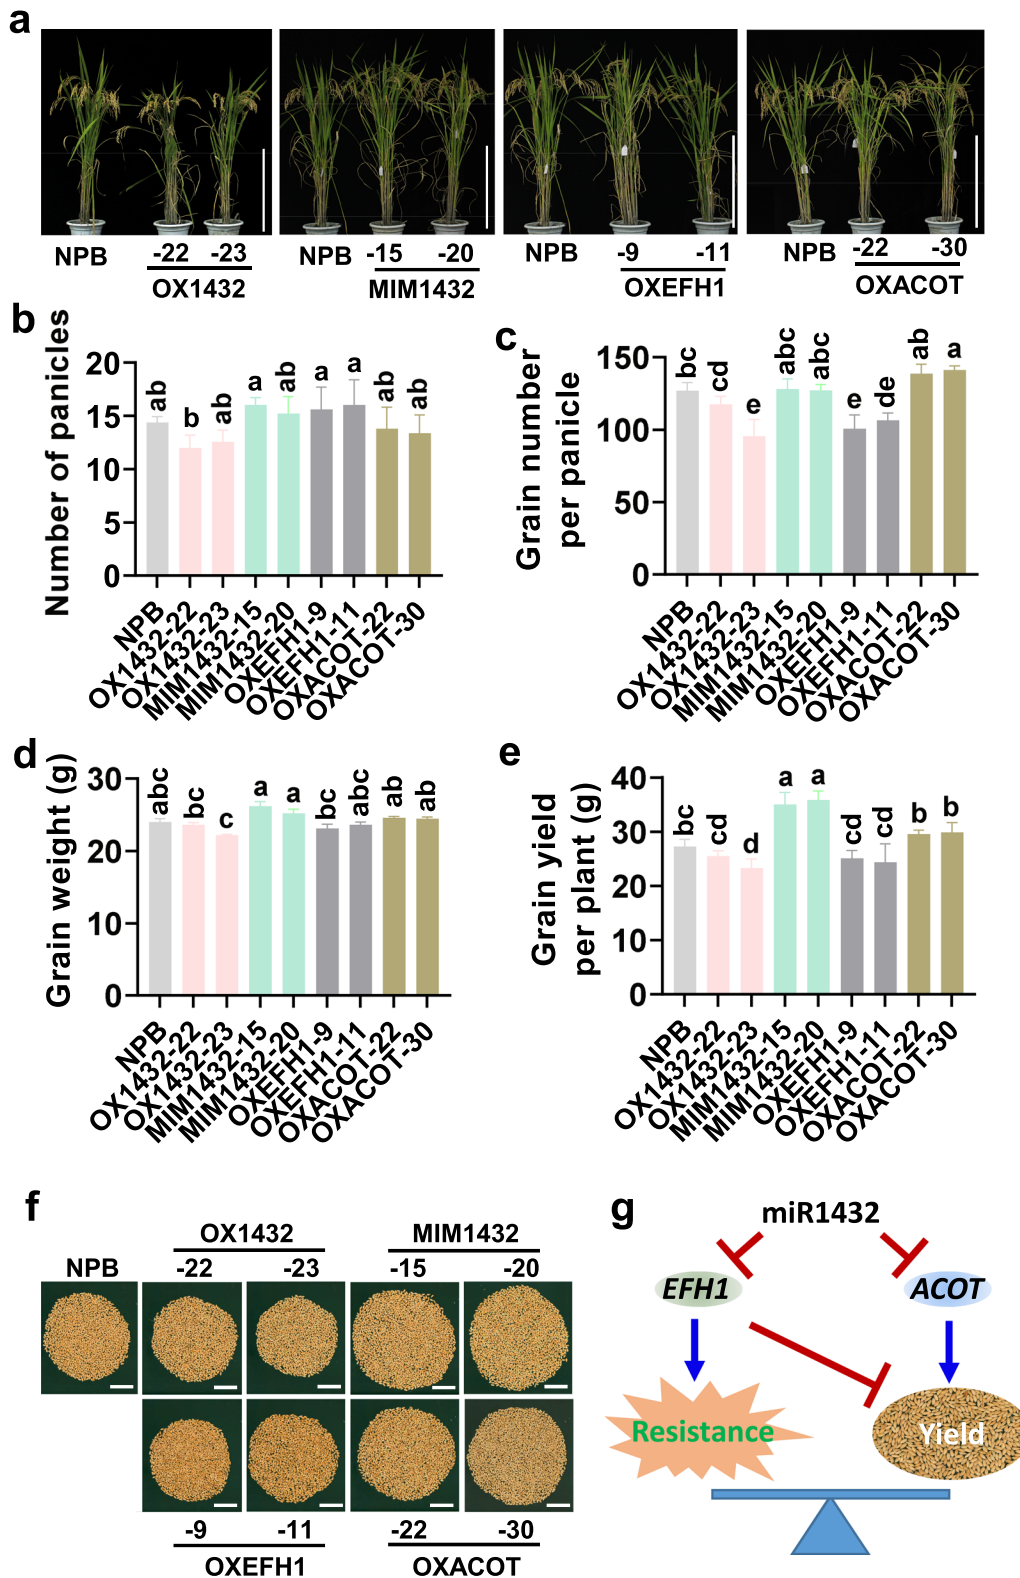 a
NPB -22 -23 NPB -15 -20 NPB -9 -11 NPB -22 -30
OX1432 MIM1432 OXEFH1 OXACOT
b
Number of panicles
20
15
10
5
0
ab b ab a ab a a ab ab
NPB
OX1432-22
OX1432-23
MIM1432-15
MIM1432-20
OXEFH1-9
OXEFH1-11
OXACOT-22
OXACOT-30
c
Grain number
per panicle
150
100
50
0
bc cd e abc abc e de ab a
NPB
OX1432-22
OX1432-23
MIM1432-15
MIM1432-20
OXEFH1-9
OXEFH1-11
OXACOT-22
OXACOT-30
d
Grain weight (g)
30
20
10
0
abc bc c a a bc abc ab ab
NPB
OX1432-22
OX1432-23
MIM1432-15
MIM1432-20
OXEFH1-9
OXEFH1-11
OXACOT-22
OXACOT-30
e
Grain yield
per plant (g)
40
30
20
10
0
bc cd d a a cd cd b b
NPB
OX1432-22
OX1432-23
MIM1432-15
MIM1432-20
OXEFH1-9
OXEFH1-11
OXACOT-22
OXACOT-30
f
OX1432 MIM1432
NPB -22 -23 -15 -20
-9 -11 -22 -30
OXEFH1 OXACOT
g
miR1432
EFH1 ACOT
Resistance Yield